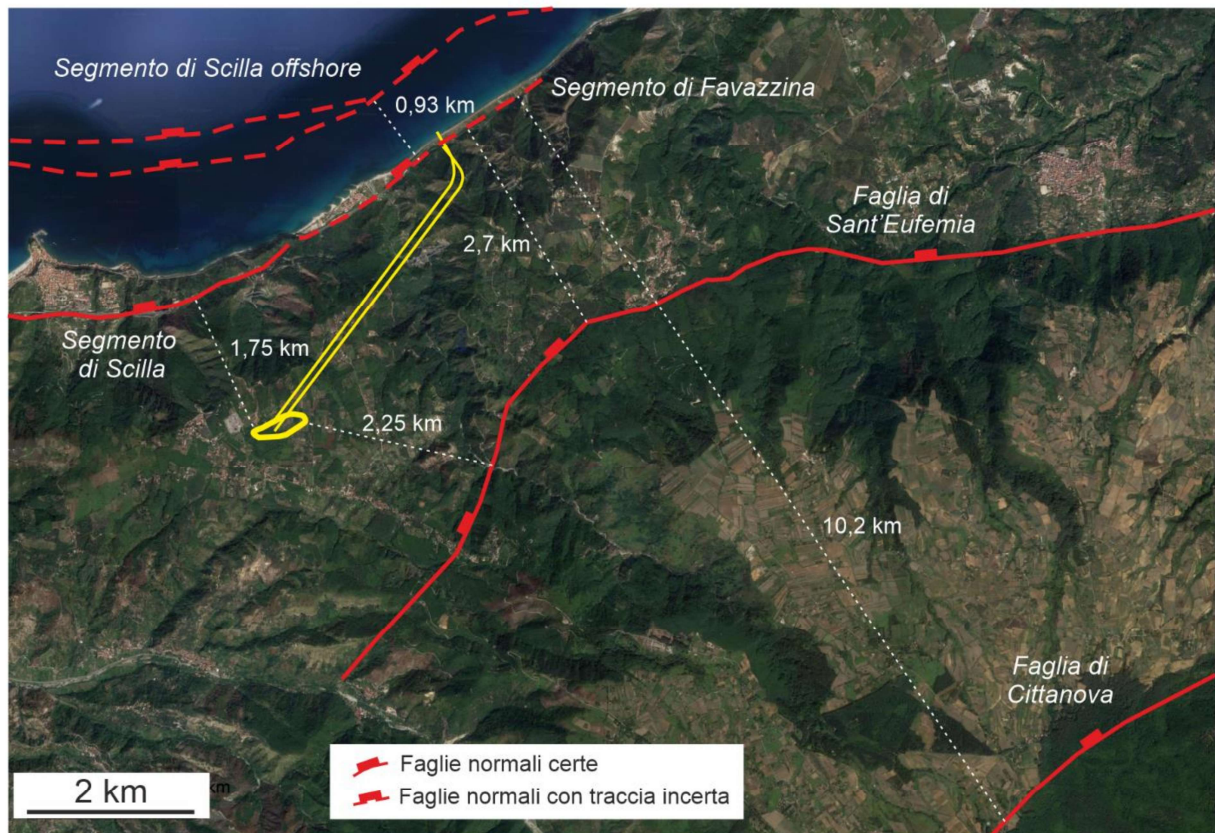 Segmento di Scilla offshore
0,93 km
Segmento di Favazzina
Faglia di
Sant'Eufemia
2,7 km
Segmento
di Scilla
1,75 km
2,25 km
10,2 km
Faglia di
Cittanova
Faglie normali certe
Faglie normali con traccia incerta
2 km
km